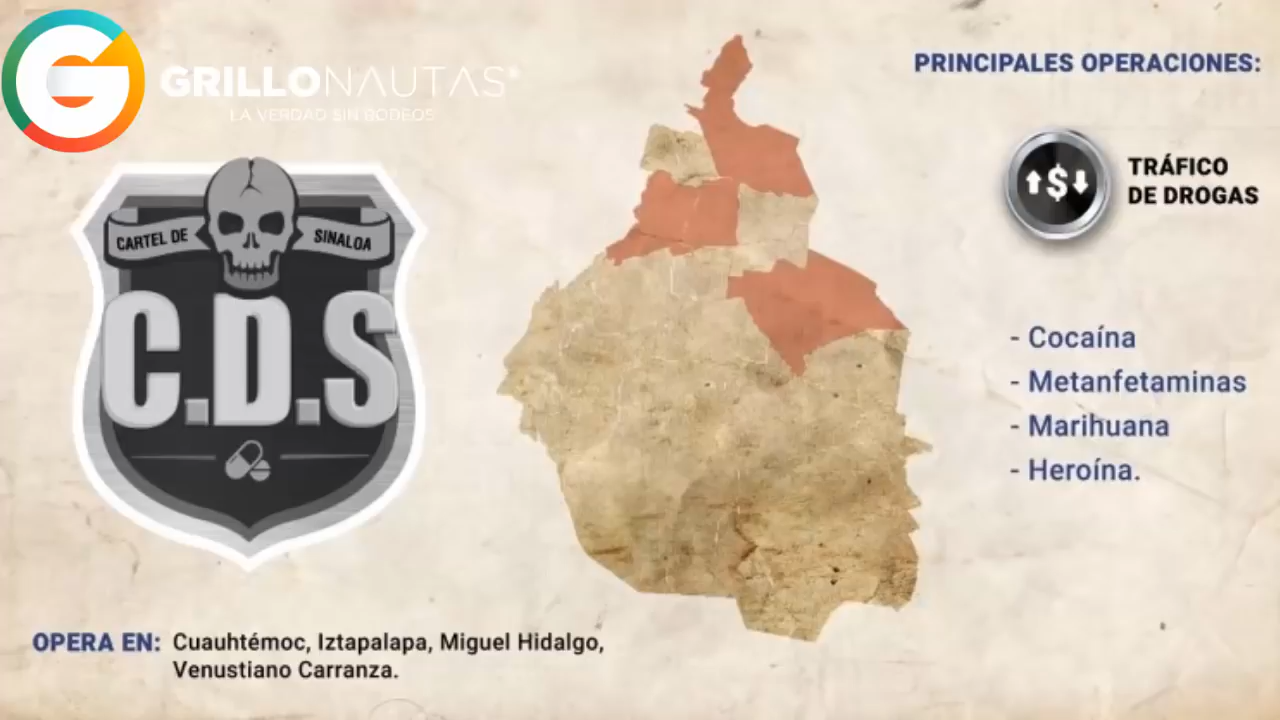 GRILLONAUTAS®
LA VERDAD SIN RODEOS
PRINCIPALES OPERACIONES:
TRÁFICO
DE DROGAS
$
CARTEL DE SINALOA
C.D.S
- Cocaína
- Metanfetaminas
- Marihuana
- Heroína.
OPERA EN: Cuauhtémoc, Iztapalapa, Miguel Hidalgo,
Venustiano Carranza.